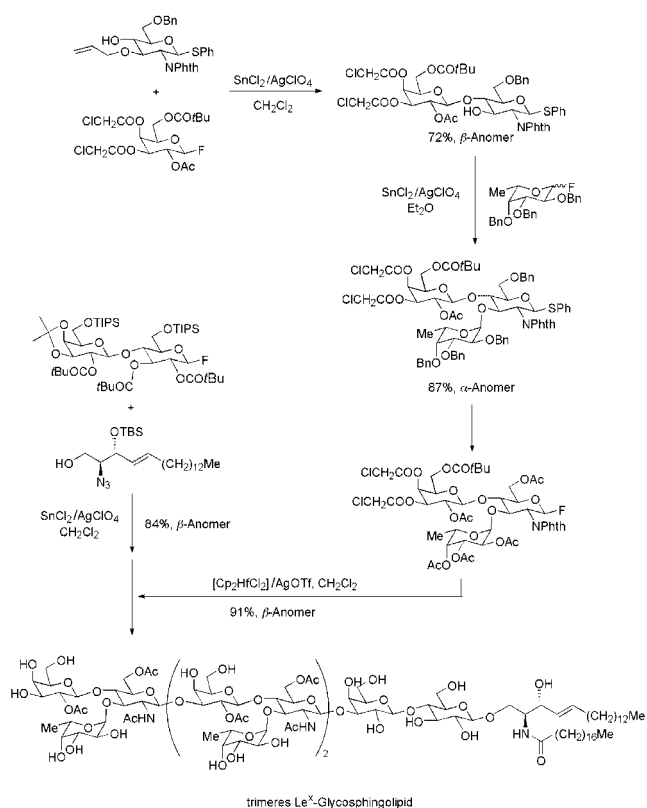 OBn
HO
O
SPh
O
NPhth
+
ClCH2COO
OCOtBu
ClCH2COO
O
F
OAc
SnCl2/AgClO4
CH2Cl2
ClCH2COO
OCOtBu
OBn
ClCH2COO
O
O
O
SPh
OAc
HO
NPhth
72%, β-Anomer
SnCl2/AgClO4
Et2O
F
Me
O
OBn
OBn
BnO
ClCH2COO
OCOtBu
OBn
ClCH2COO
O
O
O
SPh
OAc
O
NPhth
Me
O
OBn
OBn
BnO
87%, α-Anomer
OTIPS
OTIPS
O
O
O
O
O
F
O
tBuOCO
tBuOCO
OCOtBu
+
OTBS
HO
(CH2)12Me
N3
SnCl2/AgClO4
CH2Cl2
84%, β-Anomer
ClCH2COO
OCOtBu
OAc
ClCH2COO
O
O
O
F
OAc
O
NPhth
Me
O
OAc
OAc
AcO
[Cp2HfCl2]/AgOTf, CH2Cl2
91%, β-Anomer
HO
OH
OAc
HO
O
O
O
O
OAc
O
AcHN
Me
O
OH
OH
HO
HO
OH
OAc
O
O
O
O
OAc
O
AcHN
Me
O
OH
OH
HO
2
HO
OH
OH
O
O
O
HO
O
OH
OH
O
OH
(CH2)12Me
HN
(CH2)16Me
O
trimeres Lex-Glycosphingolipid